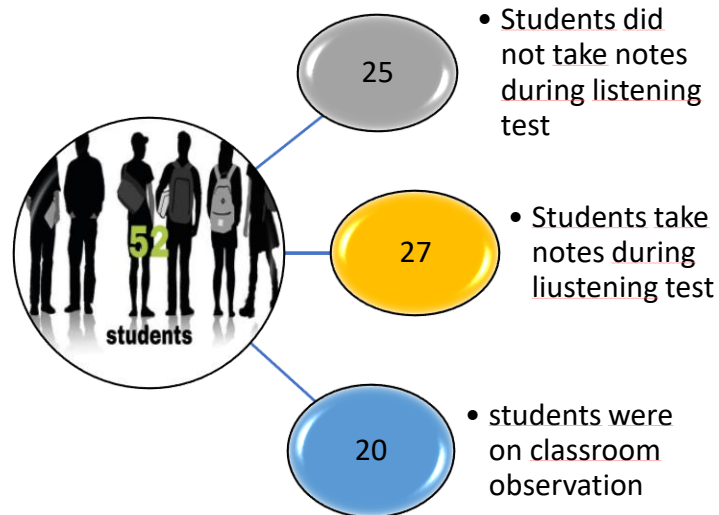 52
students
25
• Students did
not take notes
during listening
test
27
• Students take
notes during
liustening test
20
• students were
on classroom
observation